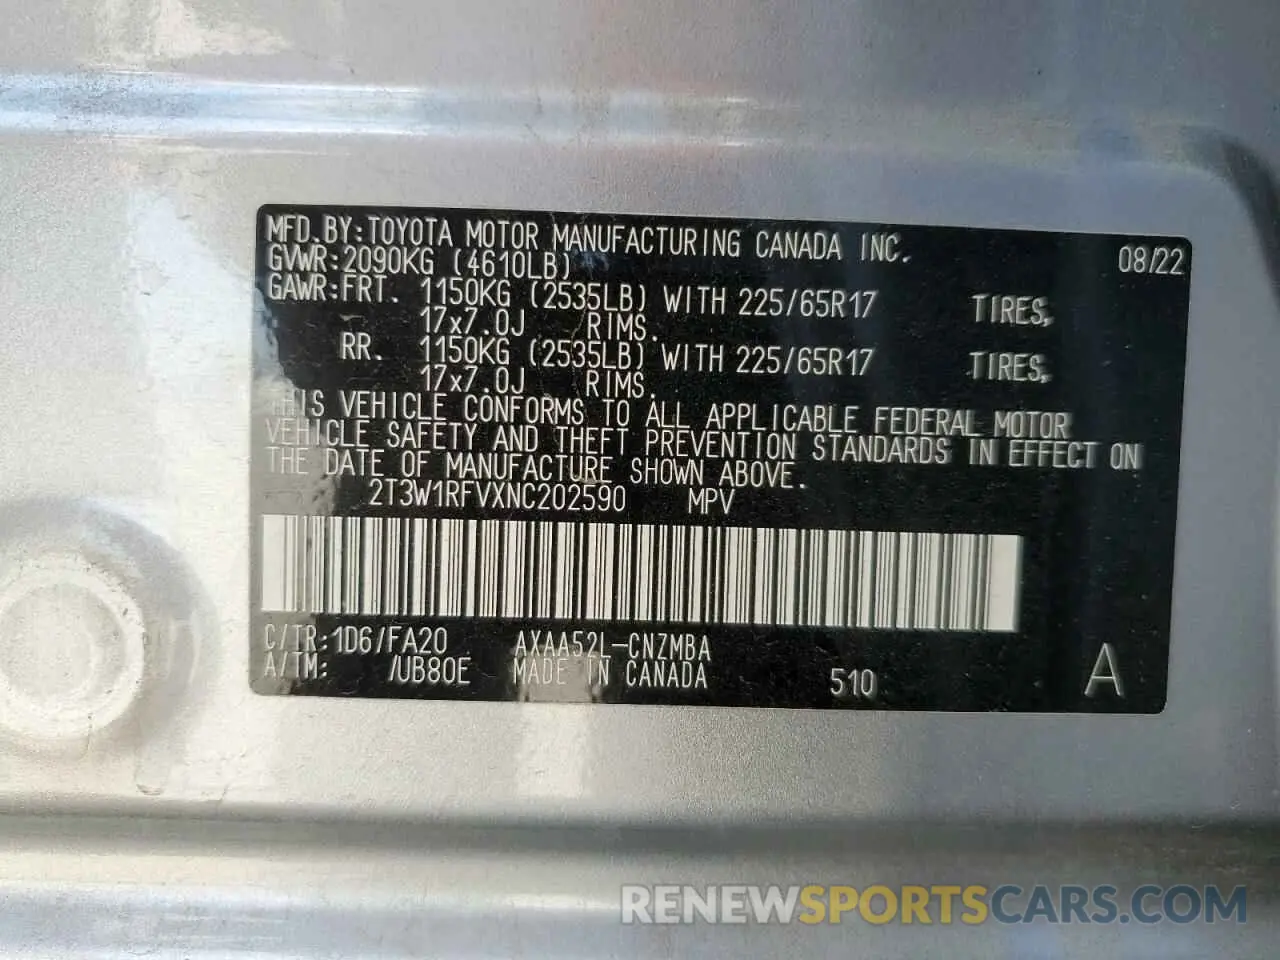 MFD.BY:TOYOTA MOTOR MANUFACTURING CANADA INC. 08/22
GVWR:2090KG (4610LB)
GAWR:FRT. 1150KG (2535LB) WITH 225/65R17 TIRES,
17x7.0J RIMS.
RR. 1150KG (2535LB) WITH 225/65R17 TIRES,
17x7.0J RIMS.
THIS VEHICLE CONFORMS TO ALL APPLICABLE FEDERAL MOTOR
VEHICLE SAFETY AND THEFT PREVENTION STANDARDS IN EFFECT ON
THE DATE OF MANUFACTURE SHOWN ABOVE.
2T3W1RFVXNC202590 MPV
C/TR:1D6/FA20 AXAA52L-CNZMBA
A/TM: /UB80E MADE IN CANADA 510 A
RENEWSPORTSCARS.COM